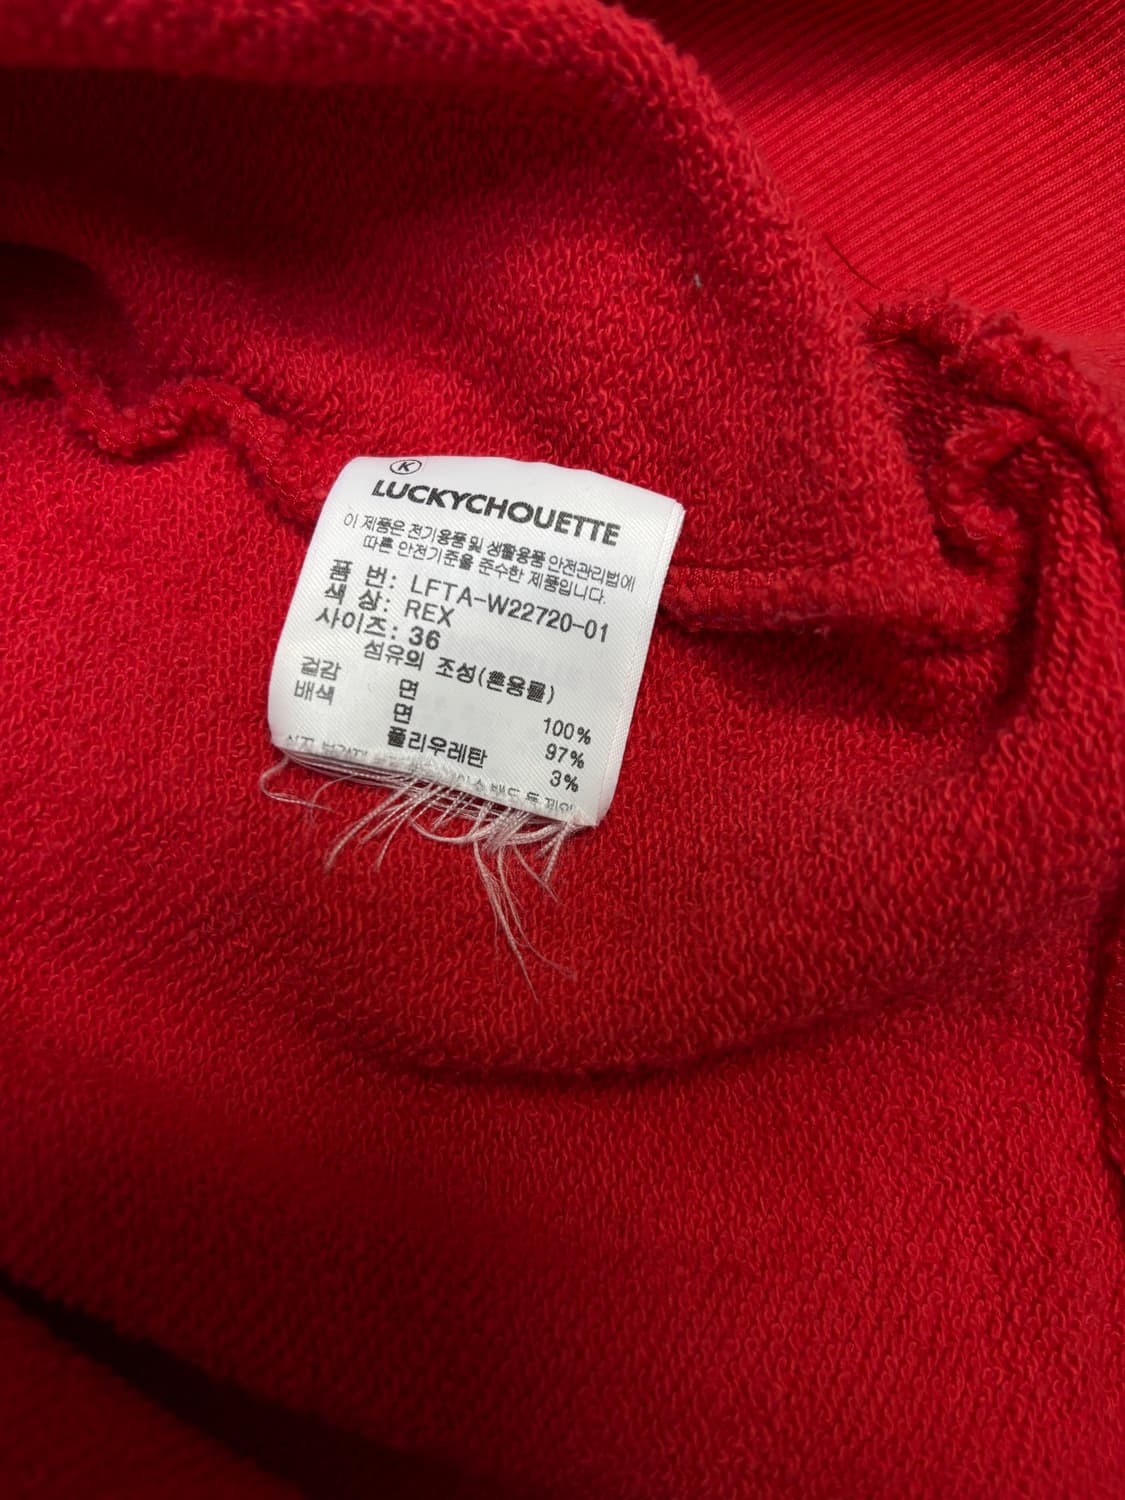 K
LUCKYCHOUETTE
이 제품은 전기용품 및 생활용품 안전관리법에
따른 안전기준을 준수한 제품입니다.
품 번: LFTA-W22720-01
색 상: REX
사이즈: 36
섬유의 조성(혼용률)
겉감 면 100%
배색 면 97%
폴리우레탄 3%